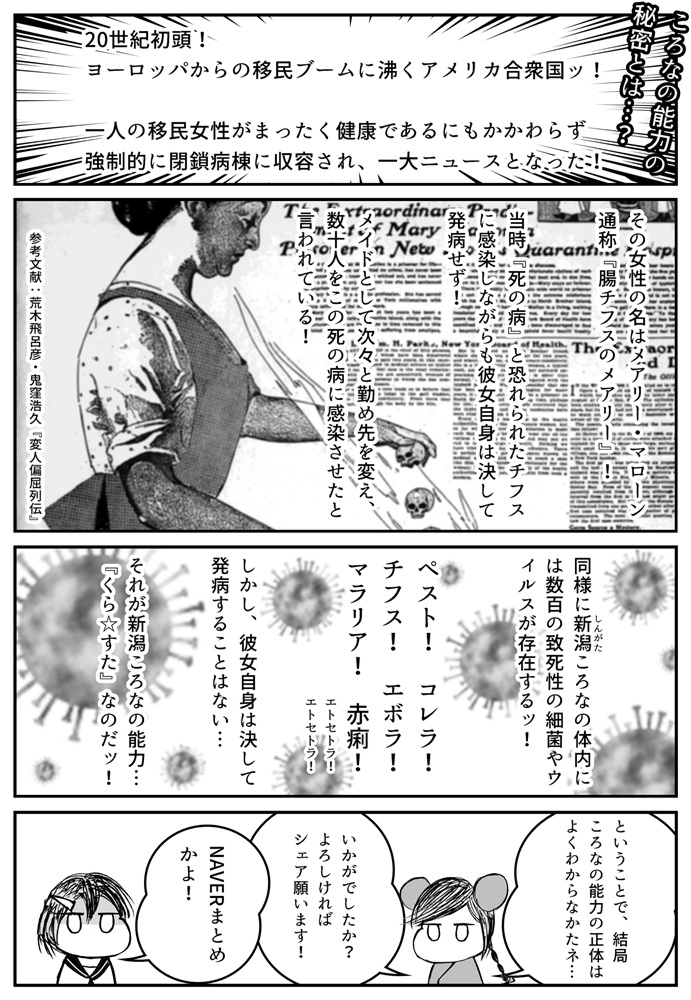 ころなの能力の
秘密とは…？
20世紀初頭！
ヨーロッパからの移民ブームに沸くアメリカ合衆国ッ！
一人の移民女性がまったく健康であるにもかかわらず
強制的に閉鎖病棟に収容され、一大ニュースとなった！
その女性の名はメアリー・マローン
通称『腸チフスのメアリー』！
当時『死の病』と恐れられたチフス
に感染しながらも彼女自身は決して
発病せず！
メイドとして次々と勤め先を変え、
数十人をこの死の病に感染させたと
言われている！
参考文献：荒木飛呂彦・鬼窪浩久『変人偏屈列伝』
同様に新潟ころなの体内に
しんがた
は数百の致死性の細菌やウ
イルスが存在するッ！
ペスト！　コレラ！
チフス！　エボラ！
マラリア！　赤痢！
エトセトラ！
エトセトラ！
しかし、彼女自身は決して
発病することはない…
それが新潟ころなの能力…
『くら☆すた』なのだッ！
ということで、結局
ころなの能力の正体は
よくわからなかたネ…
いかがでしたか？
よろしければ
シェア願います！
NAVERまとめ
かよ！